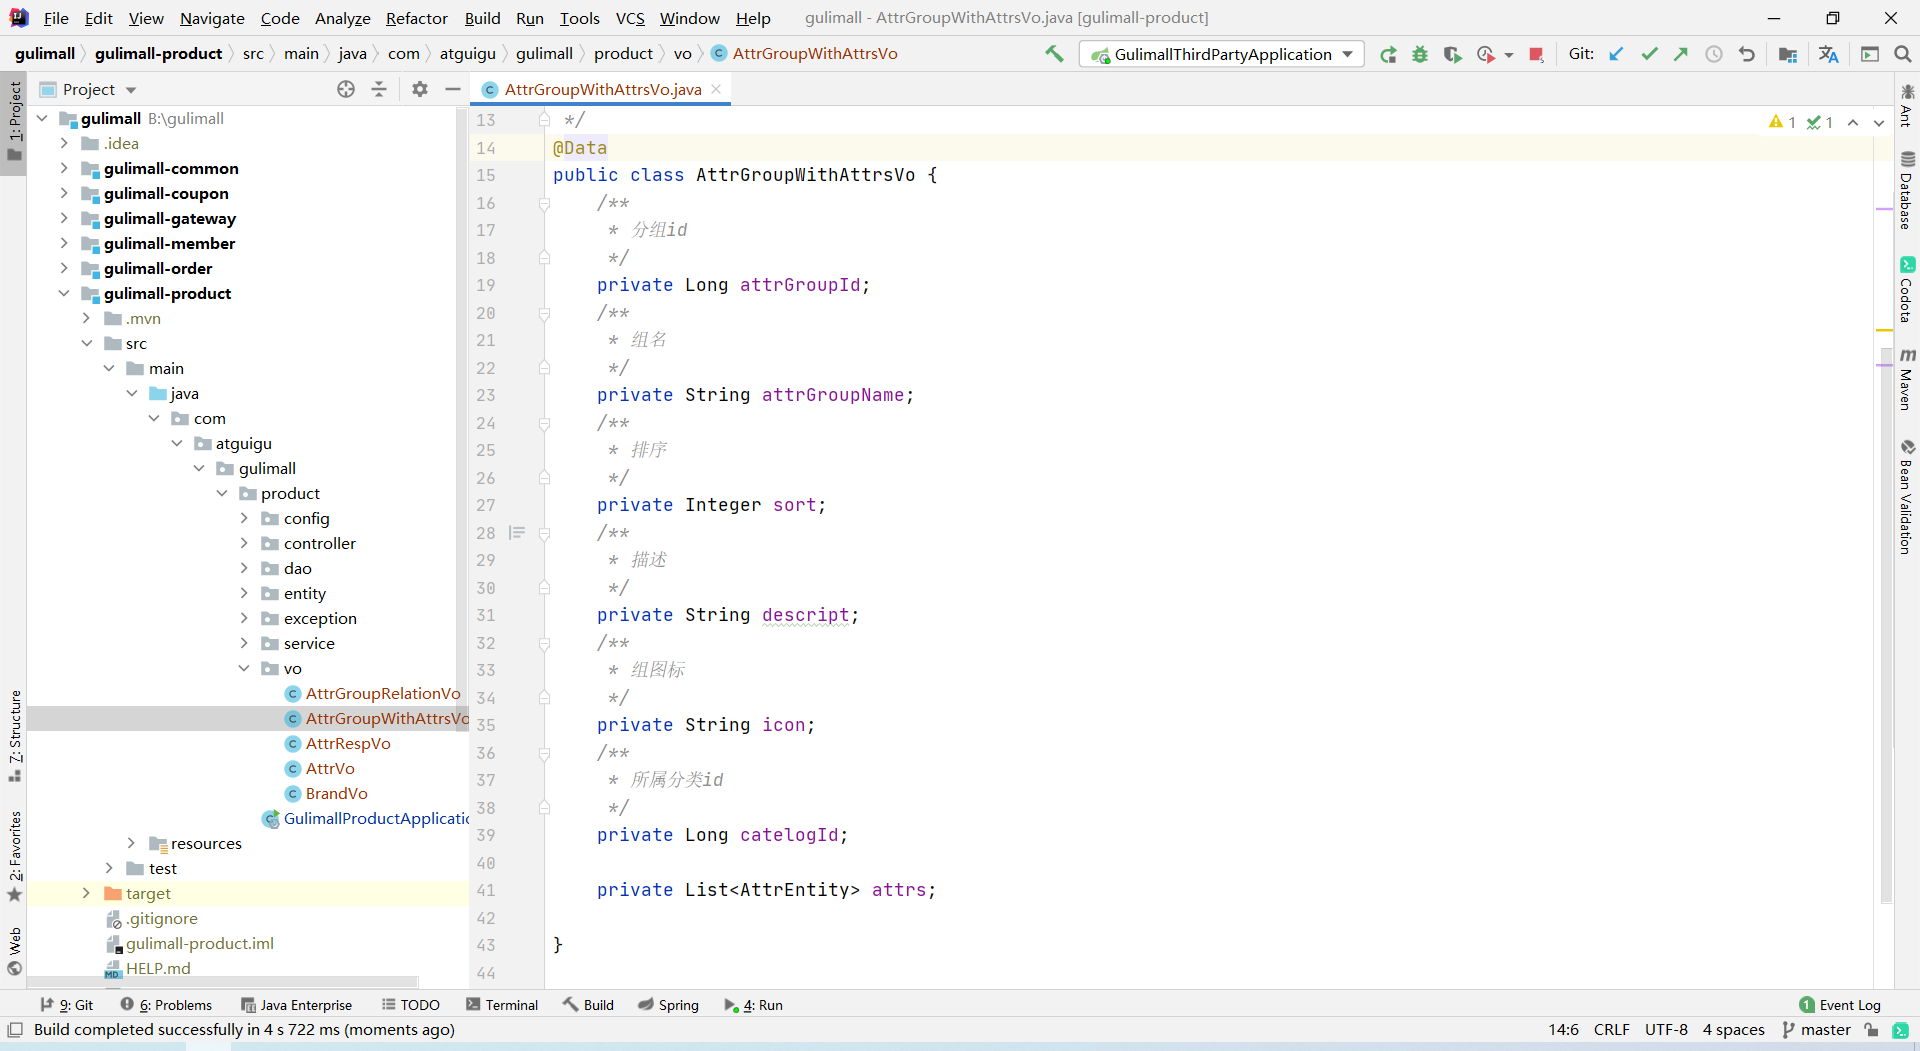 File Edit View Navigate Code Analyze Refactor Build Run Tools VCS Window Help gulimall - AttrGroupWithAttrsVo.java [gulimall-product]
gulimall gulimall-product src main java com atguigu gulimall product vo AttrGroupWithAttrsVo GulimallThirdPartyApplication Git:
Project
AttrGroupWithAttrsVo.java
1: Project
7: Structure
2: Favorites
Web
gulimall B:\gulimall
.idea
gulimall-common
gulimall-coupon
gulimall-gateway
gulimall-member
gulimall-order
gulimall-product
.mvn
src
main
java
com
atguigu
gulimall
product
config
controller
dao
entity
exception
service
vo
AttrGroupRelationVo
AttrGroupWithAttrsVo
AttrRespVo
AttrVo
BrandVo
GulimallProductApplicatio
resources
test
target
.gitignore
gulimall-product.iml
HELP.md
13 */
14 @Data
15 public class AttrGroupWithAttrsVo {
16 /**
17 * 分组id
18 */
19 private Long attrGroupId;
20 /**
21 * 组名
22 */
23 private String attrGroupName;
24 /**
25 * 排序
26 */
27 private Integer sort;
28 /**
29 * 描述
30 */
31 private String descript;
32 /**
33 * 组图标
34 */
35 private String icon;
36 /**
37 * 所属分类id
38 */
39 private Long catelogId;
40
41 private List<AttrEntity> attrs;
42
43 }
44
1 1
Ant
Database
Codota
Maven
Bean Validation
9: Git 6: Problems Java Enterprise TODO Terminal Build Spring 4: Run 1 Event Log
Build completed successfully in 4 s 722 ms (moments ago) 14:6 CRLF UTF-8 4 spaces master